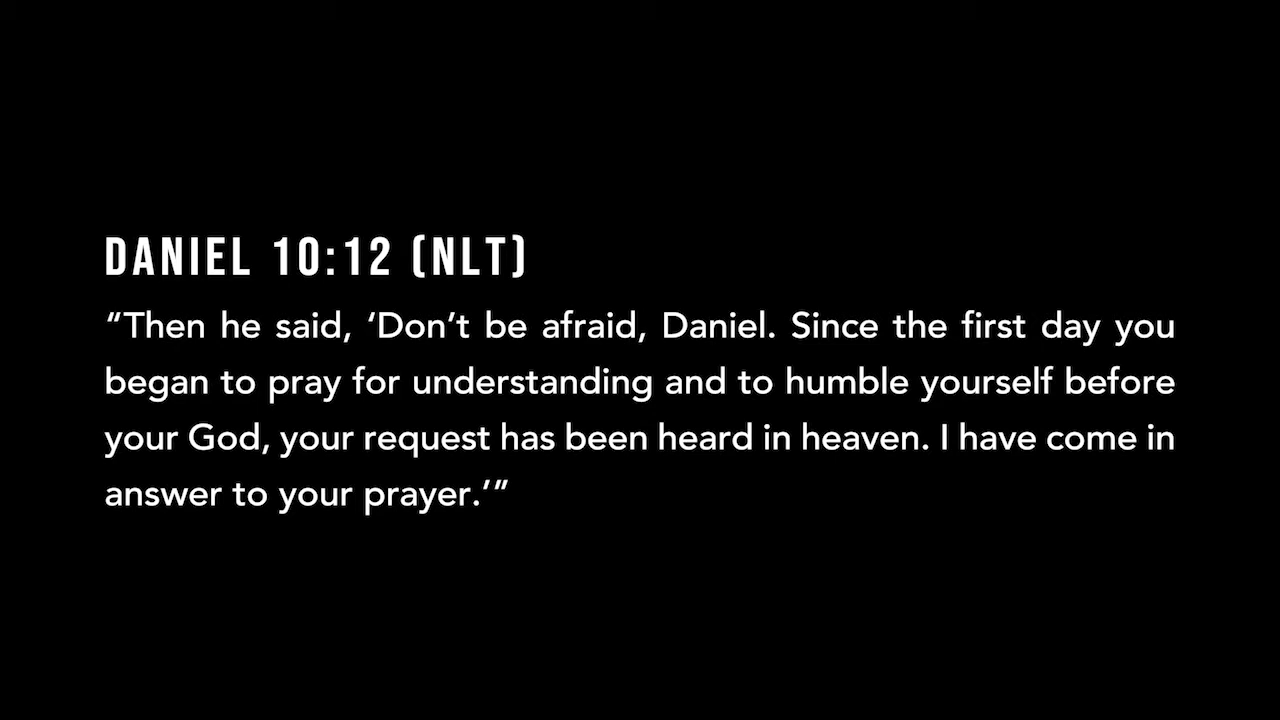 DANIEL 10:12 (NLT)
“Then he said, ‘Don’t be afraid, Daniel. Since the first day you
began to pray for understanding and to humble yourself before
your God, your request has been heard in heaven. I have come in
answer to your prayer.’”